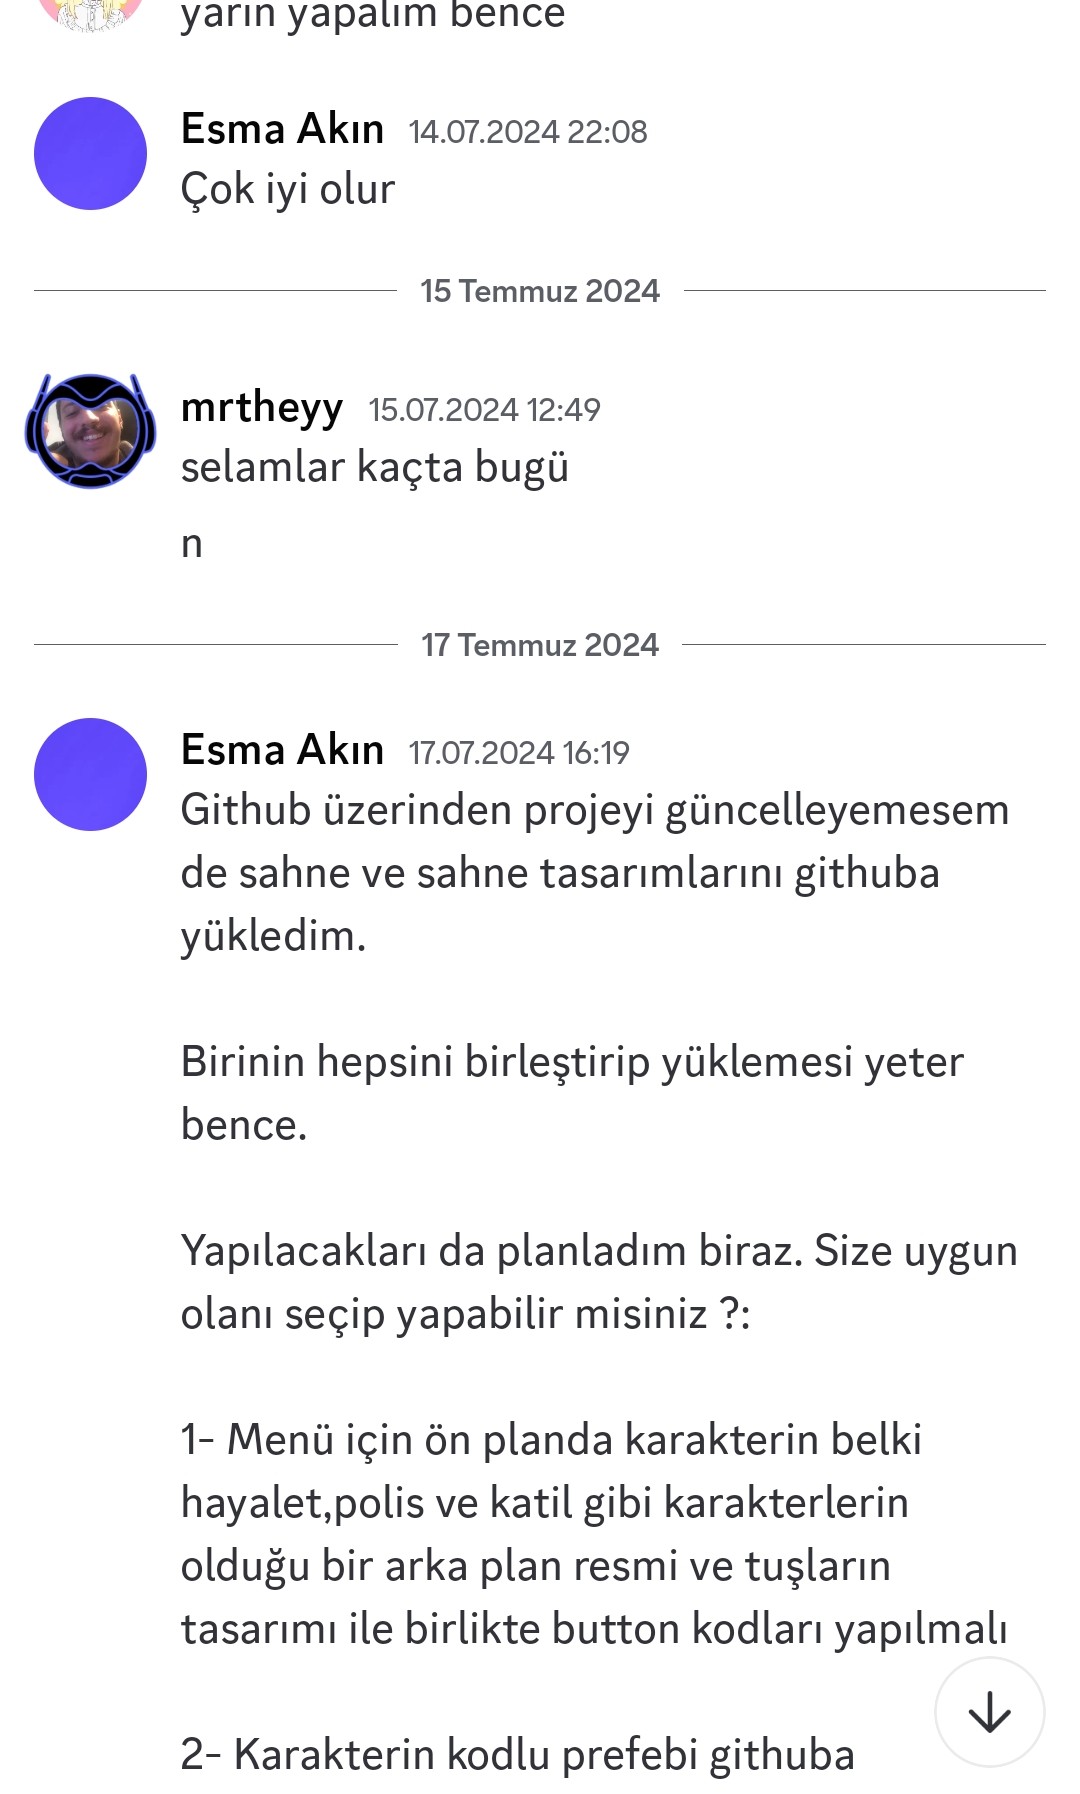 yarın yapalım bence
Esma Akın 14.07.2024 22:08
Çok iyi olur
15 Temmuz 2024
mrtheyy 15.07.2024 12:49
selamlar kaçta bugü
n
17 Temmuz 2024
Esma Akın 17.07.2024 16:19
Github üzerinden projeyi güncelleyemesem
de sahne ve sahne tasarımlarını githuba
yükledim.
Birinin hepsini birleştirip yüklemesi yeter
bence.
Yapılacakları da planladım biraz. Size uygun
olanı seçip yapabilir misiniz ?:
1- Menü için ön planda karakterin belki
hayalet,polis ve katil gibi karakterlerin
olduğu bir arka plan resmi ve tuşların
tasarımı ile birlikte button kodları yapılmalı
2- Karakterin kodlu prefebi githuba